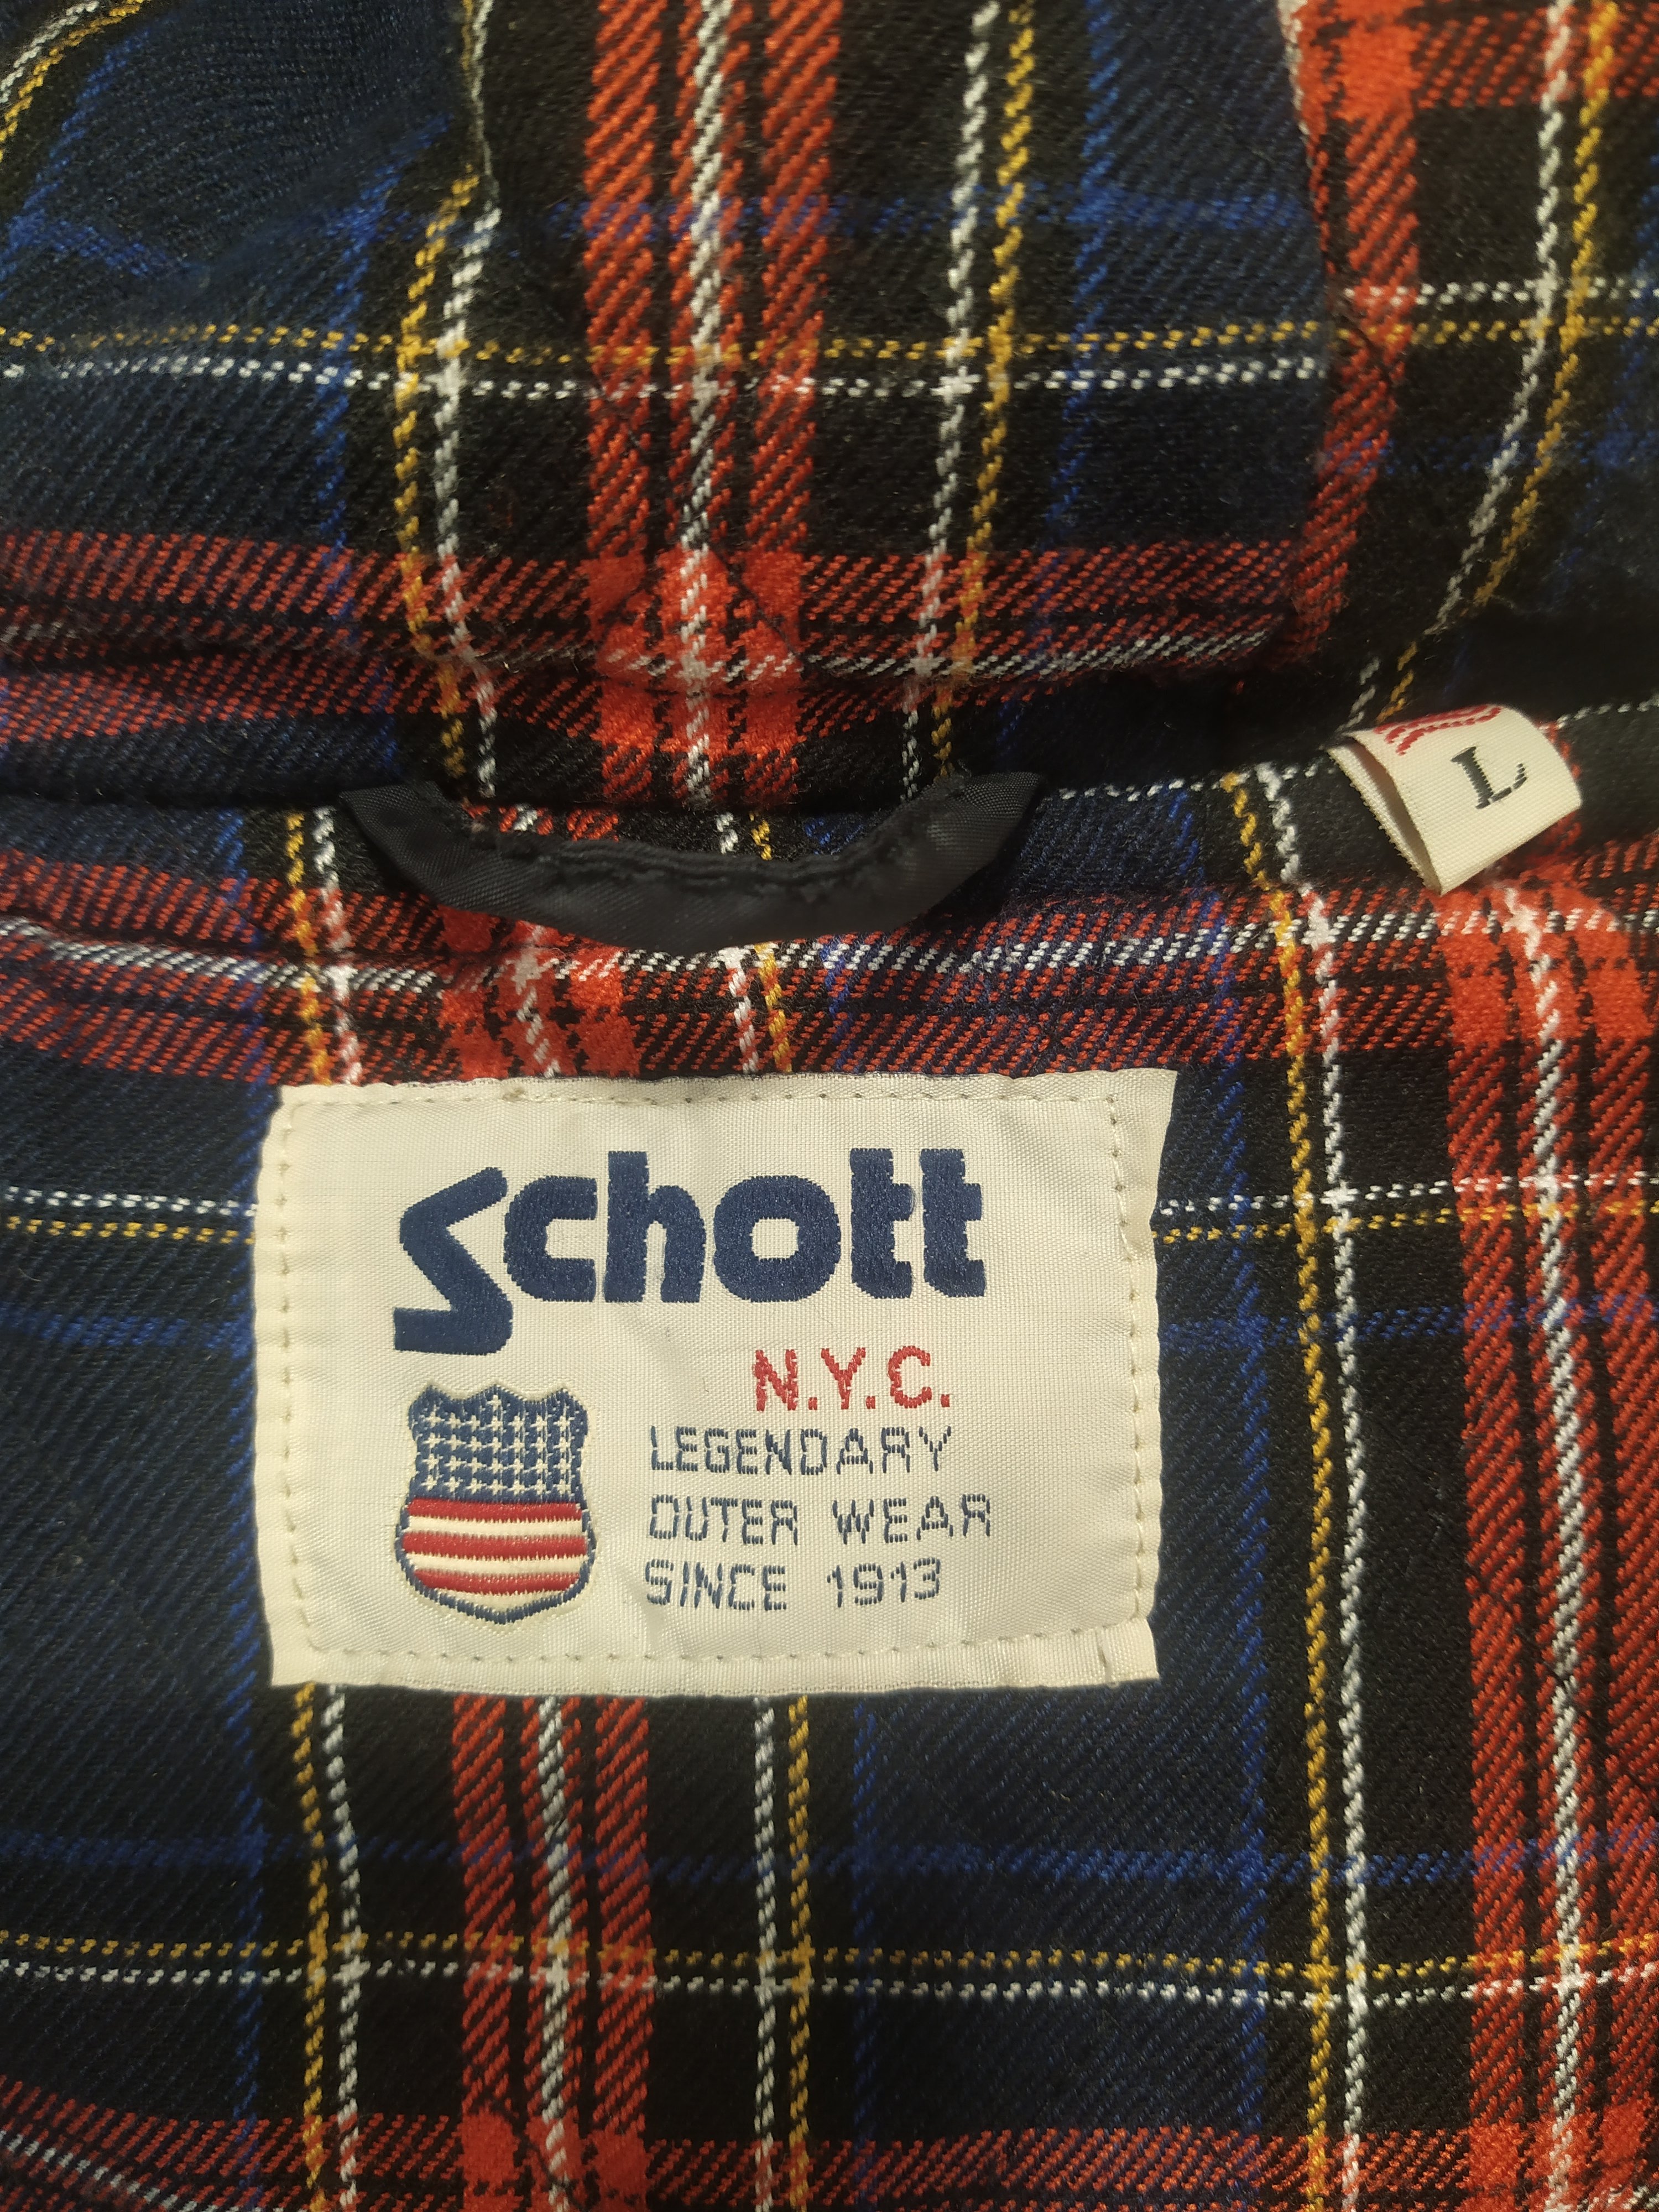 L
Schott
N.Y.C.
LEGENDARY
OUTER WEAR
SINCE 1913